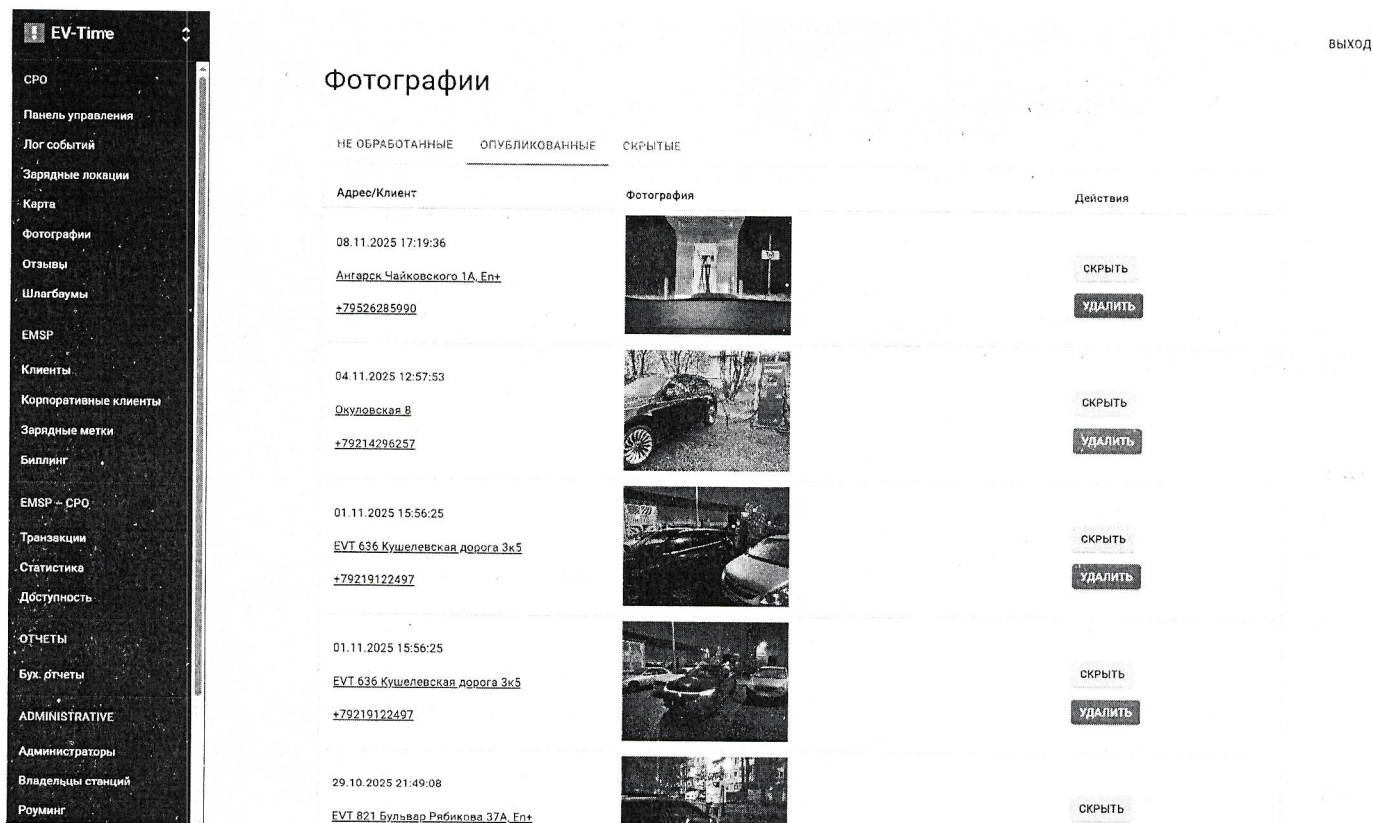 EV-Time
ВЫХОД
CPO
Панель управления
Лог событий
Зарядные локации
Карта
Фотографии
Отзывы
Шлагбаумы
EMSP
Клиенты
Корпоративные клиенты
Зарядные метки
Биллинг
EMSP – CPO
Транзакции
Статистика
Доступность
ОТЧЕТЫ
Бух. отчеты
ADMINISTRATIVE
Администраторы
Владельцы станций
Роуминг
Фотографии
НЕ ОБРАБОТАННЫЕ ОПУБЛИКОВАННЫЕ СКРЫТЫЕ
Адрес/Клиент Фотография Действия
08.11.2025 17:19:36
Ангарск Чайковского 1А, En+
+79526285990
СКРЫТЬ
УДАЛИТЬ
04.11.2025 12:57:53
Окуловская 8
+79214296257
СКРЫТЬ
УДАЛИТЬ
01.11.2025 15:56:25
EVT 636 Кушелевская дорога 3к5
+79219122497
СКРЫТЬ
УДАЛИТЬ
01.11.2025 15:56:25
EVT 636 Кушелевская дорога 3к5
+79219122497
СКРЫТЬ
УДАЛИТЬ
29.10.2025 21:49:08
EVT 821 Бульвар Рябикова 37А, En+
СКРЫТЬ